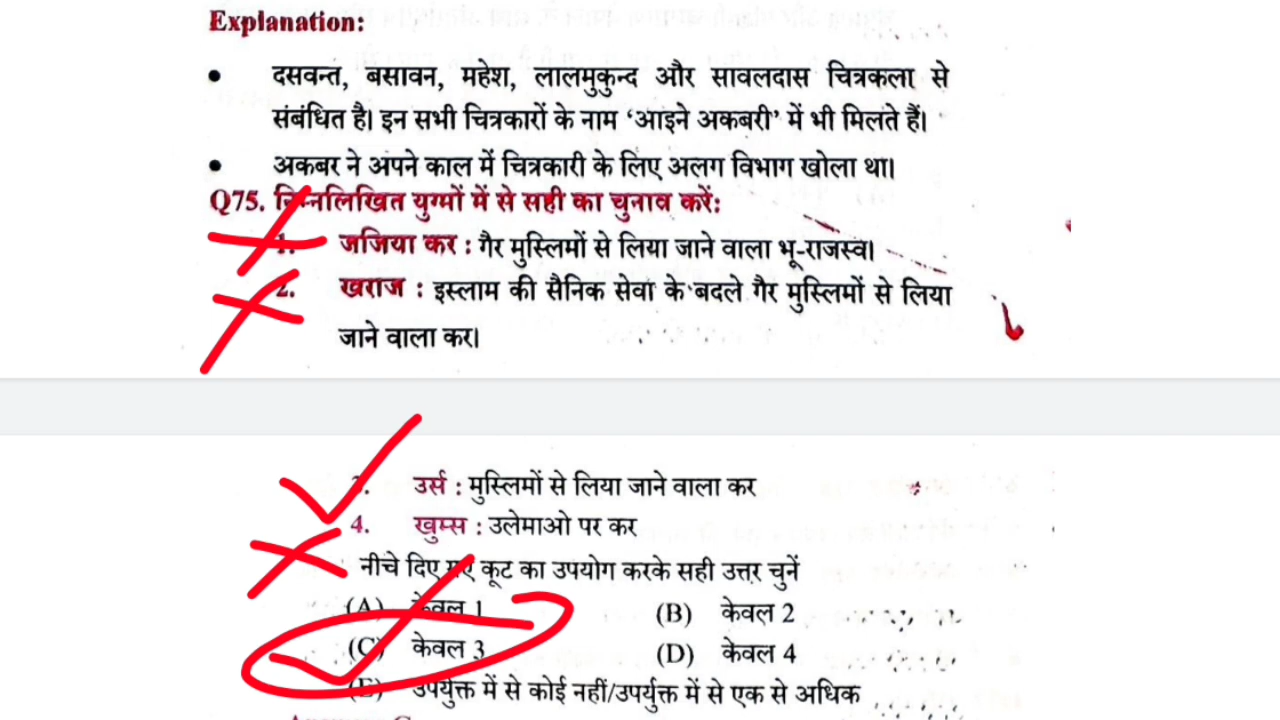 Explanation:
• दसवन्त, बसावन, महेश, लालमुकुन्द और सावलदास चित्रकला से
संबंधित है। इन सभी चित्रकारों के नाम ‘आइने अकबरी’ में भी मिलते हैं।
• अकबर ने अपने काल में चित्रकारी के लिए अलग विभाग खोला था।
Q75. निम्नलिखित युग्मों में से सही का चुनाव करें:
1. जजिया कर : गैर मुस्लिमों से लिया जाने वाला भू-राजस्व।
2. खराज : इस्लाम की सैनिक सेवा के बदले गैर मुस्लिमों से लिया
जाने वाला कर।
3. उर्स : मुस्लिमों से लिया जाने वाला कर
4. खुम्स : उलेमाओ पर कर
नीचे दिए गए कूट का उपयोग करके सही उत्तर चुनें
(A) केवल 1 (B) केवल 2
(C) केवल 3 (D) केवल 4
(E) उपर्युक्त में से कोई नहीं/उपर्युक्त में से एक से अधिक